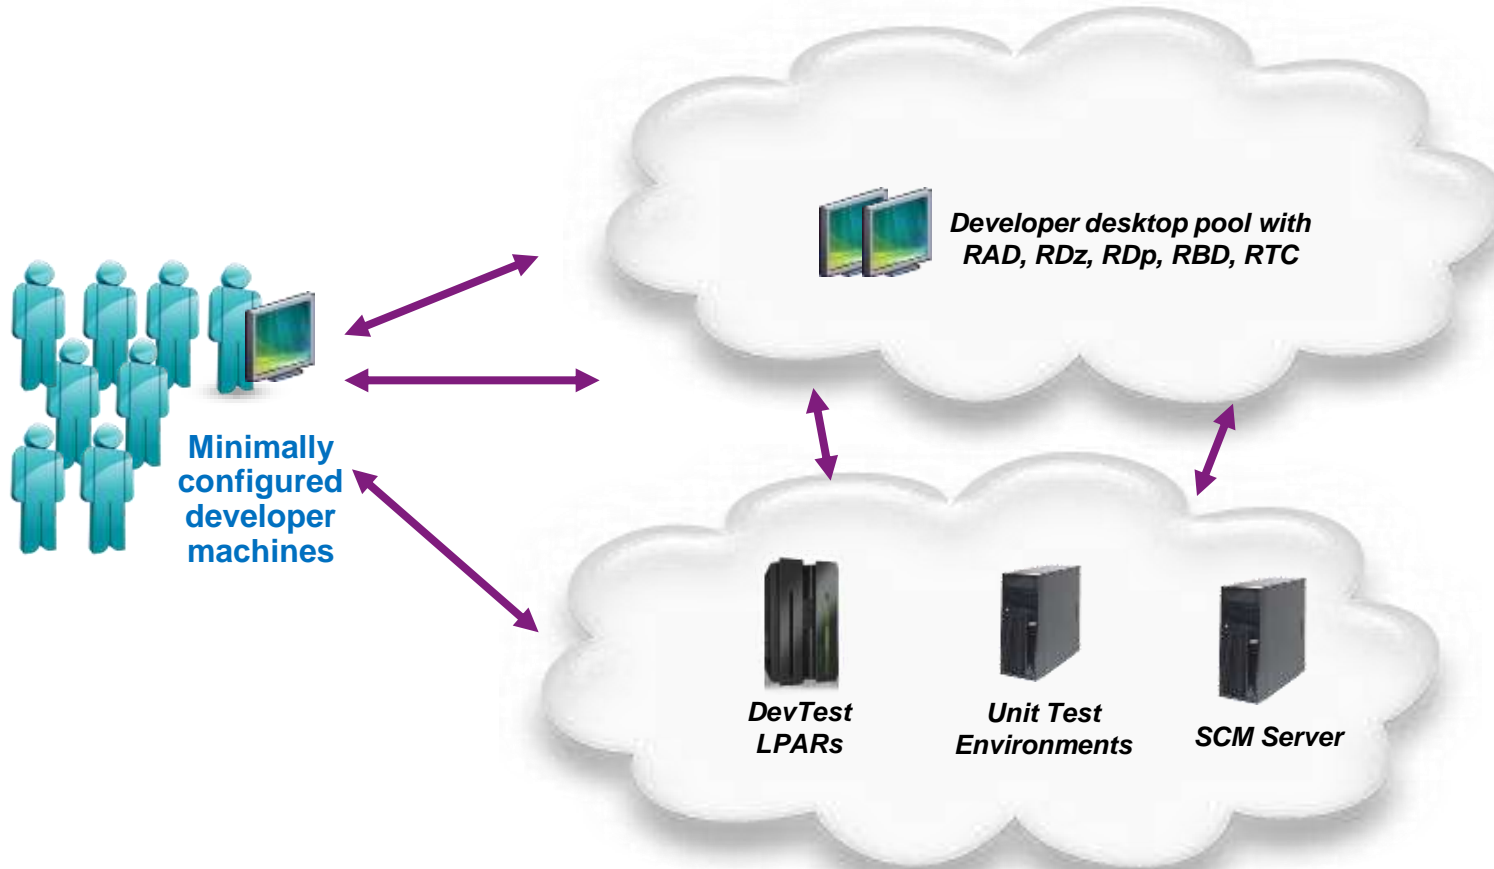 Developer desktop pool with
RAD, RDz, RDp, RBD, RTC
Minimally
configured
developer
machines
DevTest
LPARs
Unit Test
Environments
SCM Server